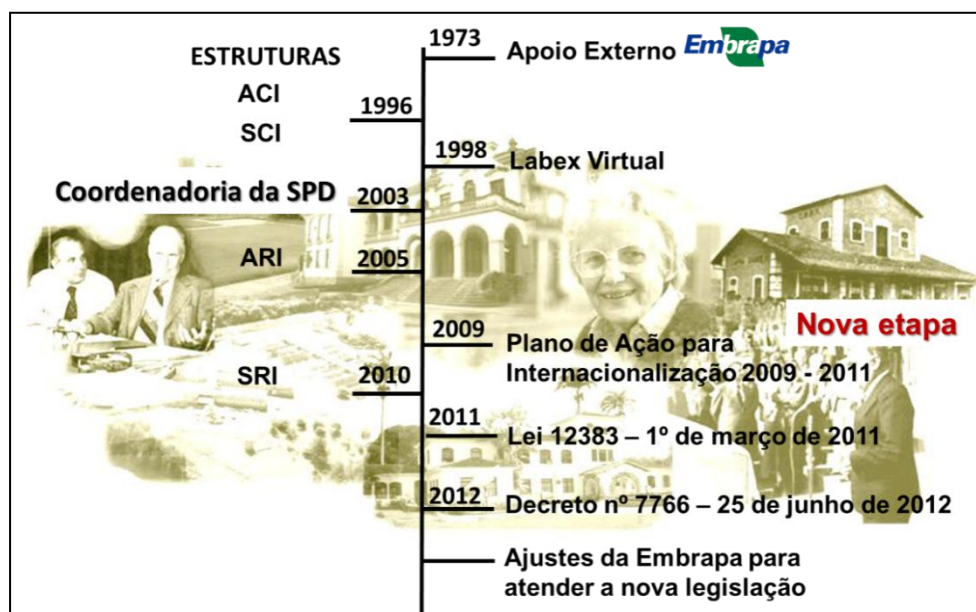 1973
Apoio Externo Embrapa
ESTRUTURAS
ACI
1996
SCI
1998
Labex Virtual
Coordenadoria da SPD
2003
ARI
2005
Nova etapa
2009
Plano de Ação para
Internacionalização 2009 - 2011
SRI
2010
2011
Lei 12383 – 1º de março de 2011
2012
Decreto nº 7766 – 25 de junho de 2012
Ajustes da Embrapa para
atender a nova legislação